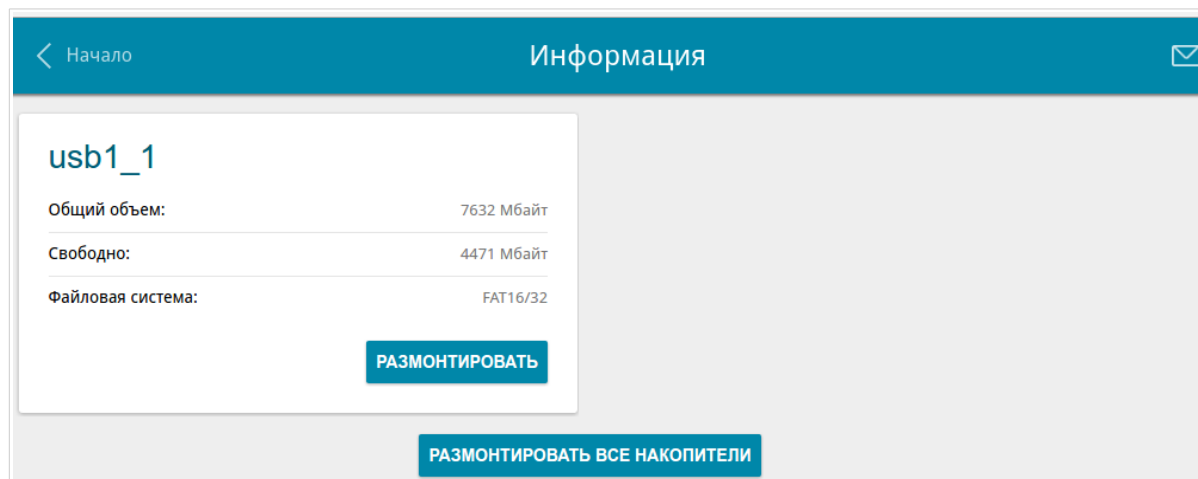 Начало
Информация
usb1_1
Общий объем: 7632 Мбайт
Свободно: 4471 Мбайт
Файловая система: FAT16/32
РАЗМОНТИРОВАТЬ
РАЗМОНТИРОВАТЬ ВСЕ НАКОПИТЕЛИ